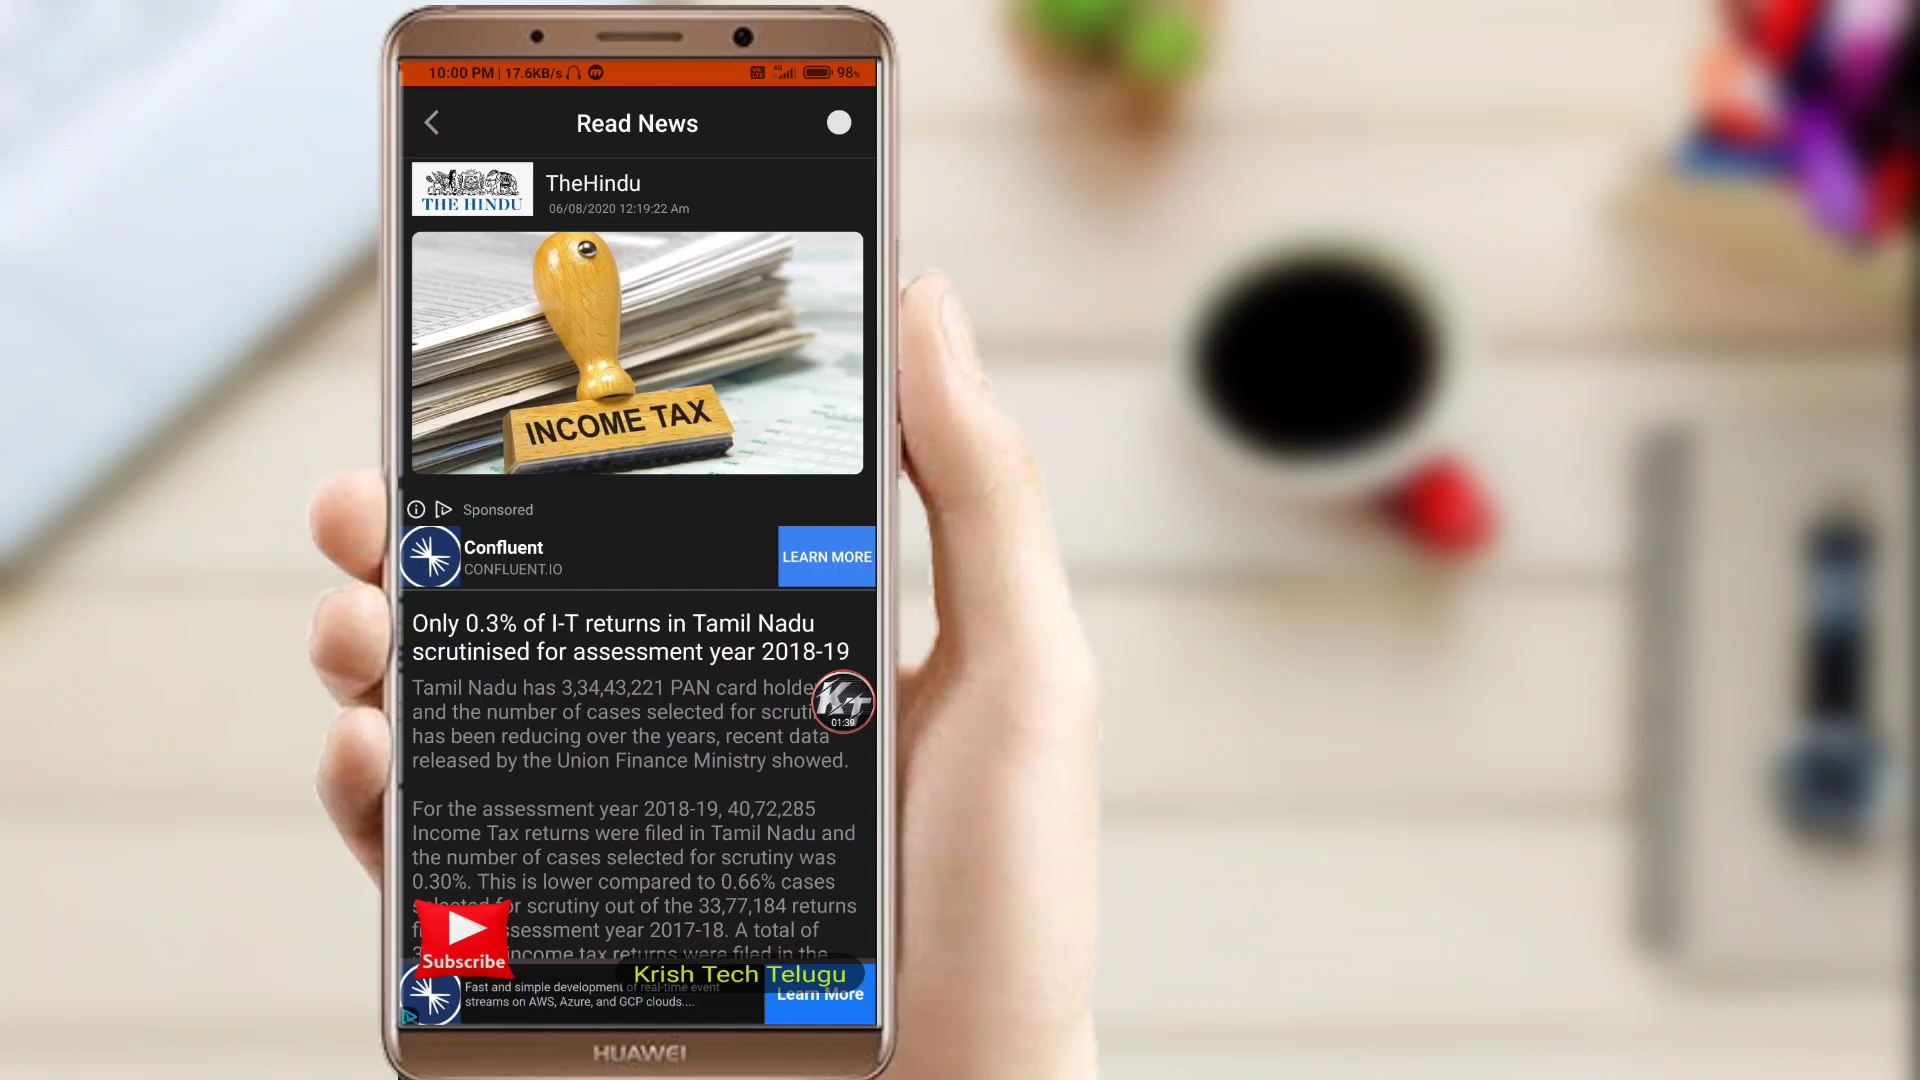 10:00 PM | 17.6KB/s
4G
98%
Read News
THE HINDU
TheHindu
06/08/2020 12:19:22 Am
INCOME TAX
Sponsored
Confluent
CONFLUENT.IO
LEARN MORE
Only 0.3% of I-T returns in Tamil Nadu
scrutinised for assessment year 2018-19
Tamil Nadu has 3,34,43,221 PAN card holde
and the number of cases selected for scruti
KT
01:39
has been reducing over the years, recent data
released by the Union Finance Ministry showed.
For the assessment year 2018-19, 40,72,285
Income Tax returns were filed in Tamil Nadu and
the number of cases selected for scrutiny was
0.30%. This is lower compared to 0.66% cases
selected for scrutiny out of the 33,77,184 returns
ssessment year 2017-18. A total of
income tax returns were filed in the
Subscribe
Krish Tech Telugu
Fast and simple development of real-time event
streams on AWS, Azure, and GCP clouds....
Learn More
HUAWEI